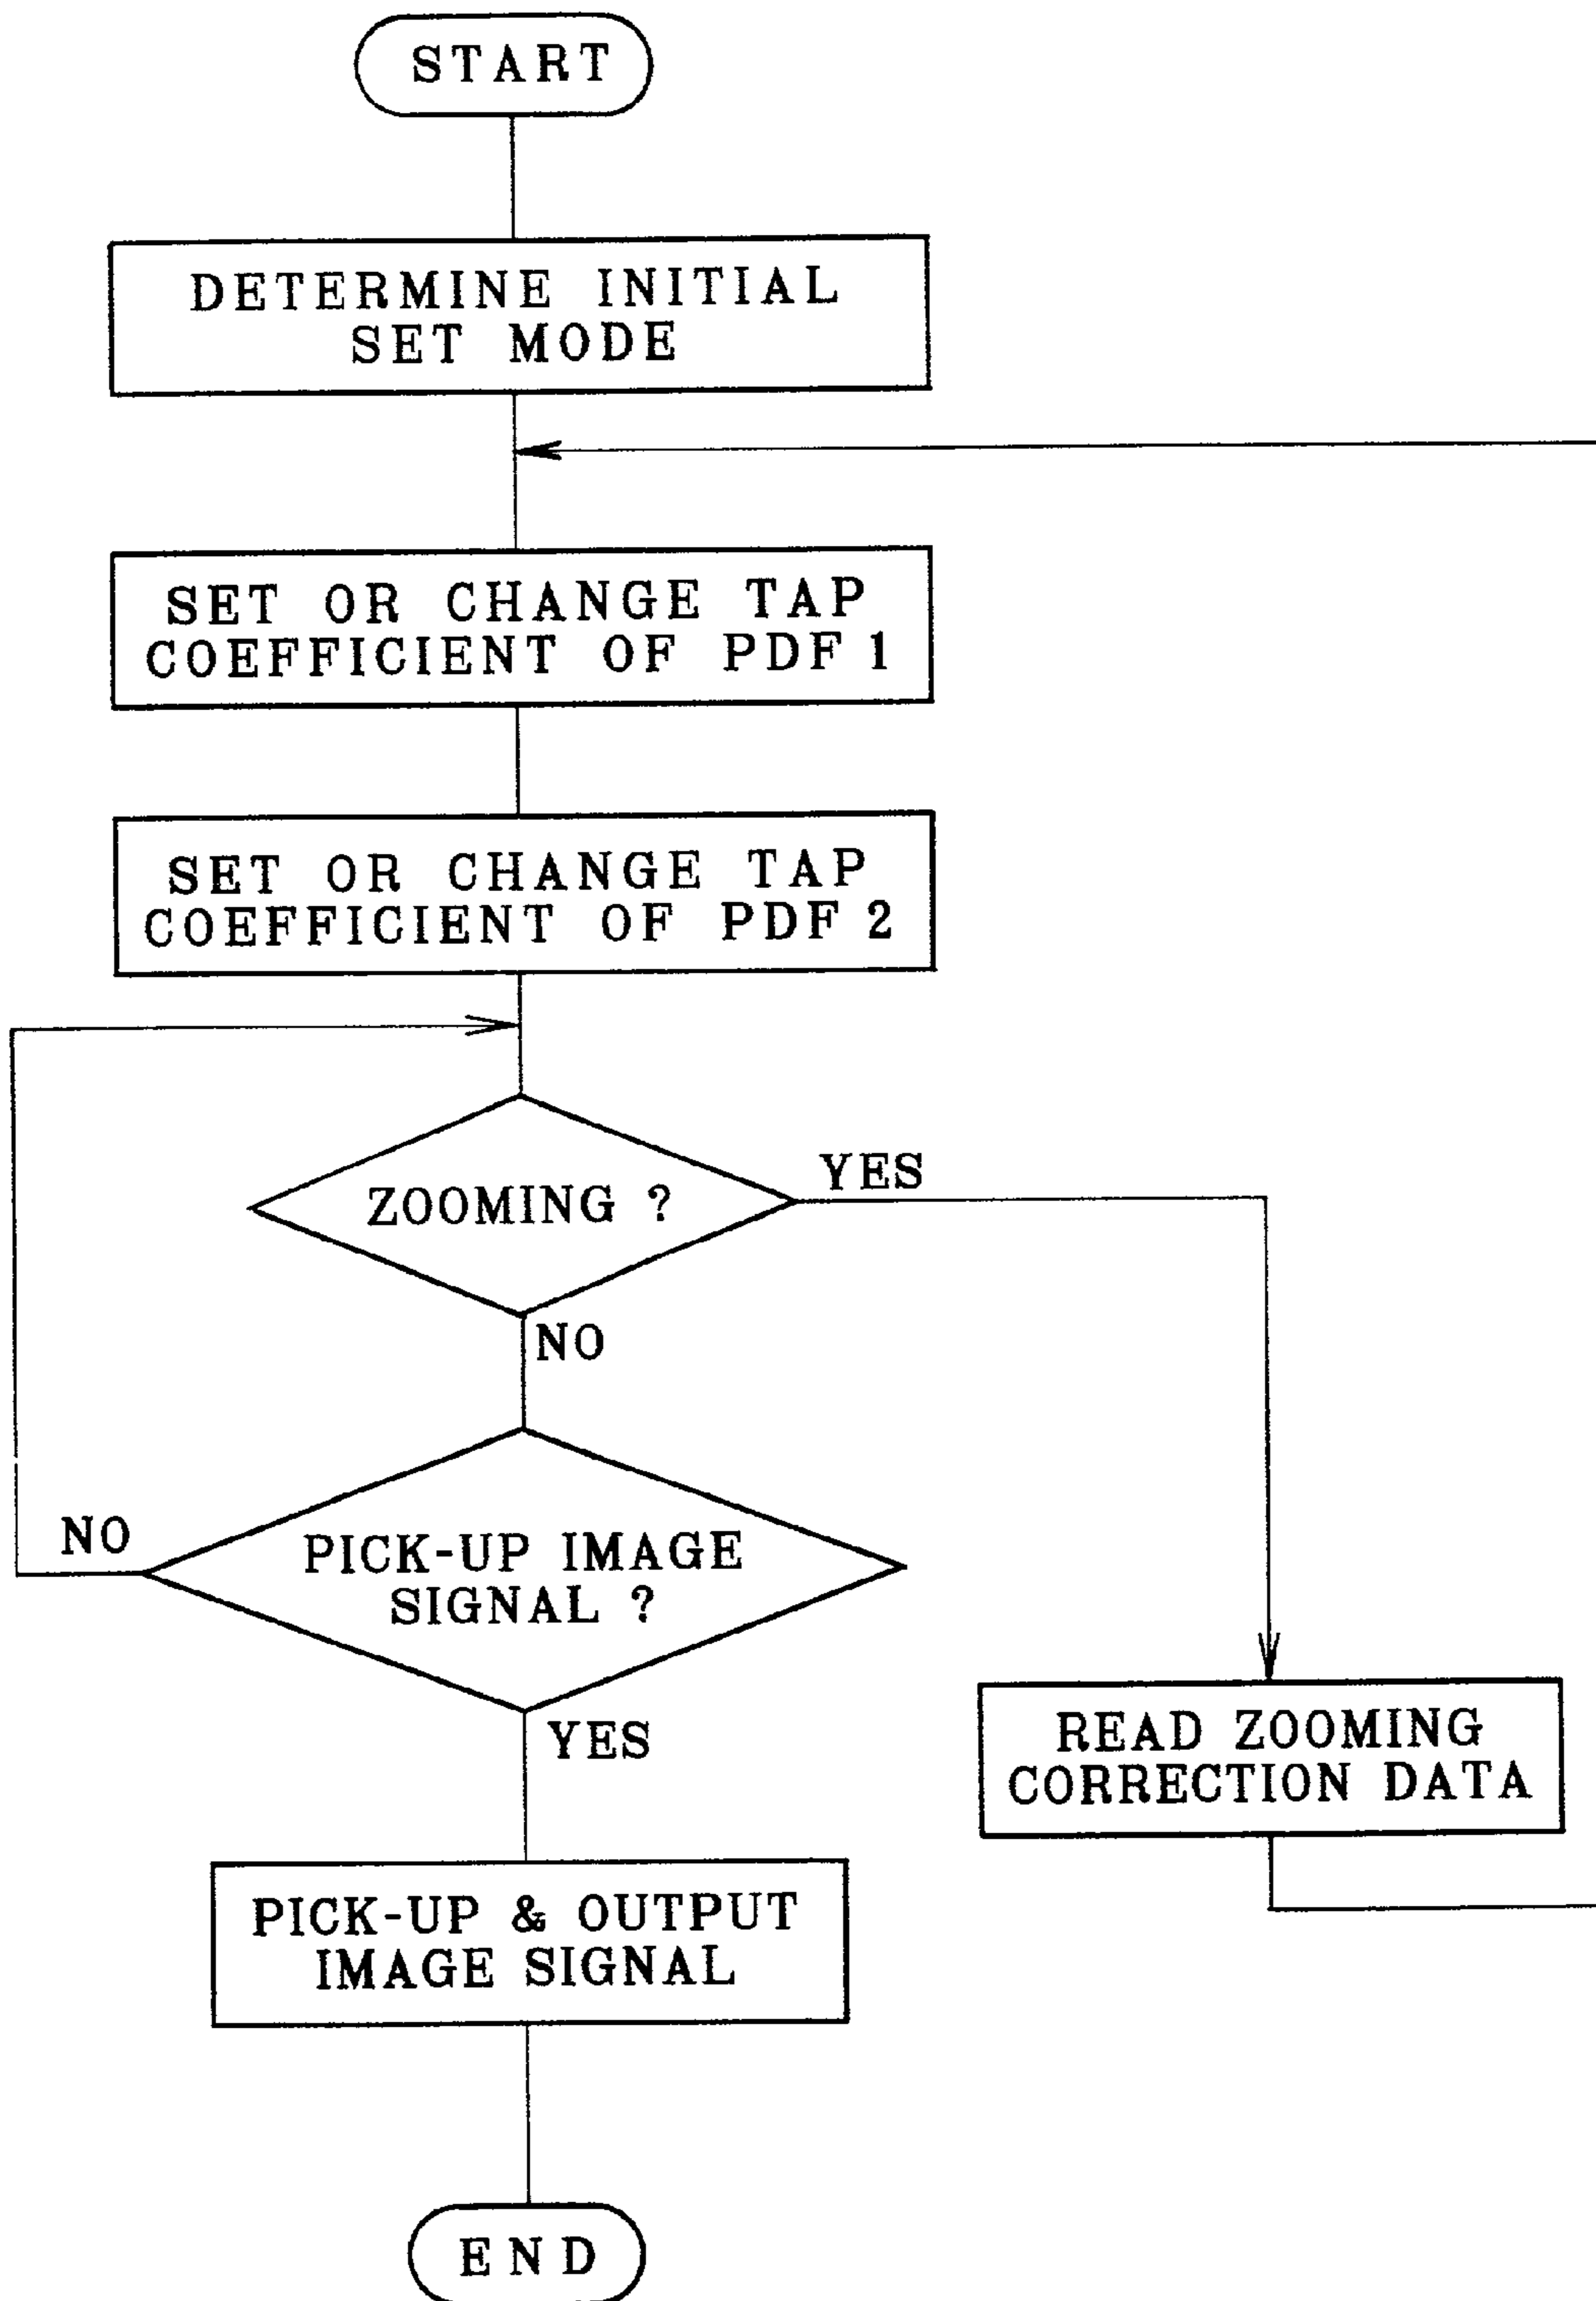 START
DETERMINE INITIAL
SET MODE
SET OR CHANGE TAP
COEFFICIENT OF PDF 1
SET OR CHANGE TAP
COEFFICIENT OF PDF 2
ZOOMING ?
YES
NO
PICK-UP IMAGE
SIGNAL ?
NO
YES
READ ZOOMING
CORRECTION DATA
PICK-UP & OUTPUT
IMAGE SIGNAL
END